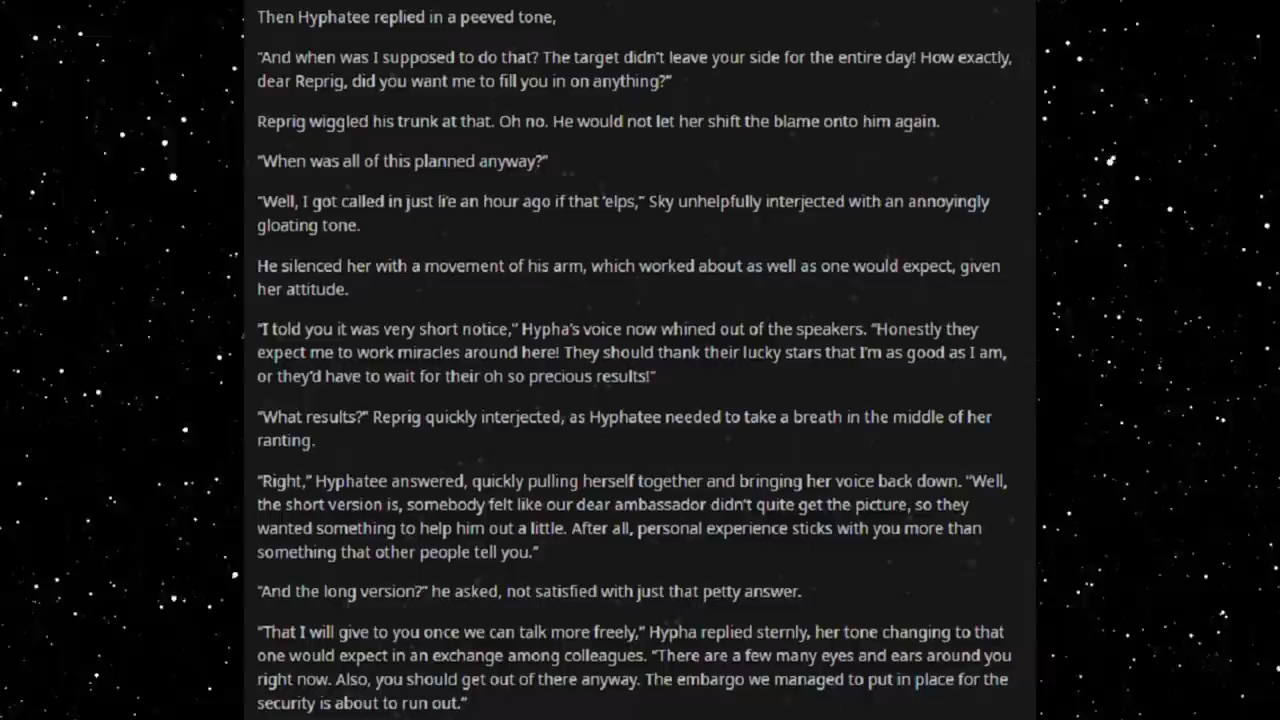 Then Hyphatee replied in a peeved tone,
“And when was I supposed to do that? The target didn’t leave your side for the entire day! How exactly,
dear Reprig, did you want me to fill you in on anything?”
Reprig wiggled his trunk at that. Oh no. He would not let her shift the blame onto him again.
“When was all of this planned anyway?”
“Well, I got called in just li’e an hour ago if that ‘elps,” Sky unhelpfully interjected with an annoyingly
gloating tone.
He silenced her with a movement of his arm, which worked about as well as one would expect, given
her attitude.
“I told you it was very short notice,” Hypha’s voice now whined out of the speakers. “Honestly they
expect me to work miracles around here! They should thank their lucky stars that I’m as good as I am,
or they’d have to wait for their oh so precious results!”
“What results?” Reprig quickly interjected, as Hyphatee needed to take a breath in the middle of her
ranting.
“Right,” Hyphatee answered, quickly pulling herself together and bringing her voice back down. “Well,
the short version is, somebody felt like our dear ambassador didn’t quite get the picture, so they
wanted something to help him out a little. After all, personal experience sticks with you more than
something that other people tell you.”
“And the long version?” he asked, not satisfied with just that petty answer.
“That I will give to you once we can talk more freely,” Hypha replied sternly, her tone changing to that
one would expect in an exchange among colleagues. “There are a few many eyes and ears around you
right now. Also, you should get out of there anyway. The embargo we managed to put in place for the
security is about to run out.”